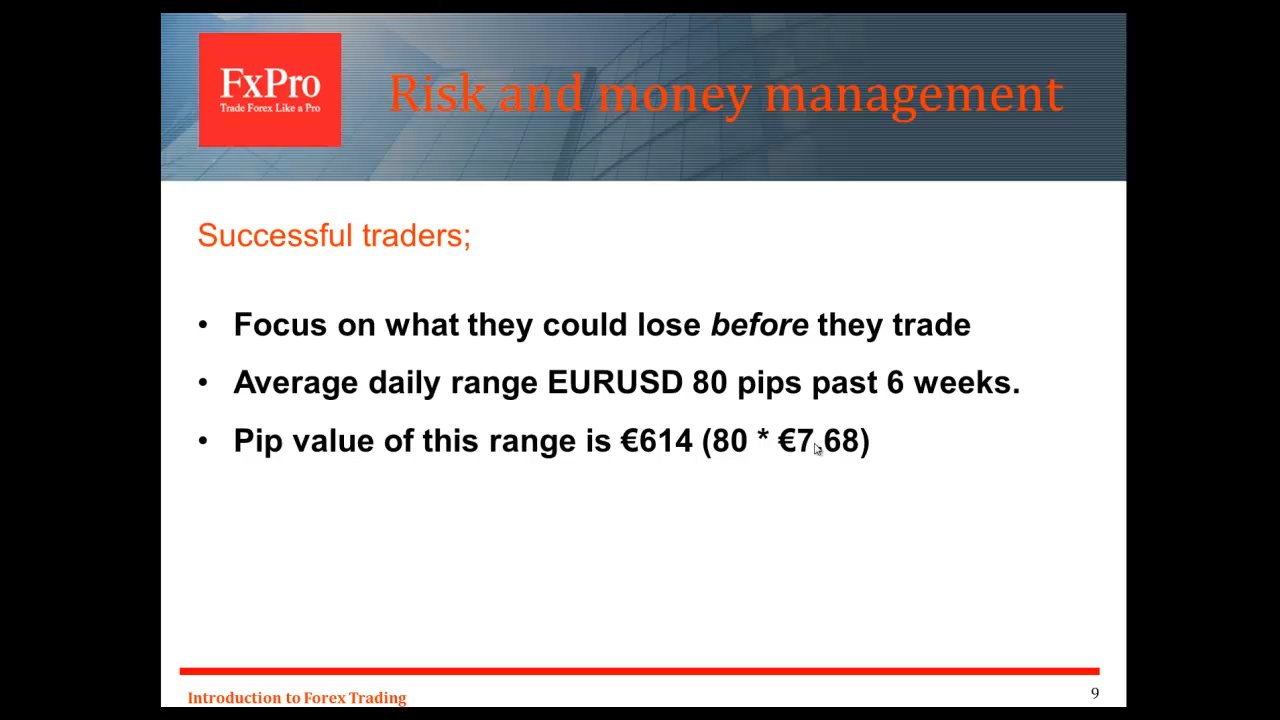 FxPro
Trade Forex Like a Pro
Risk and money management
Successful traders;
• Focus on what they could lose before they trade
• Average daily range EURUSD 80 pips past 6 weeks.
• Pip value of this range is €614 (80 * €7.68)
Introduction to Forex Trading
9